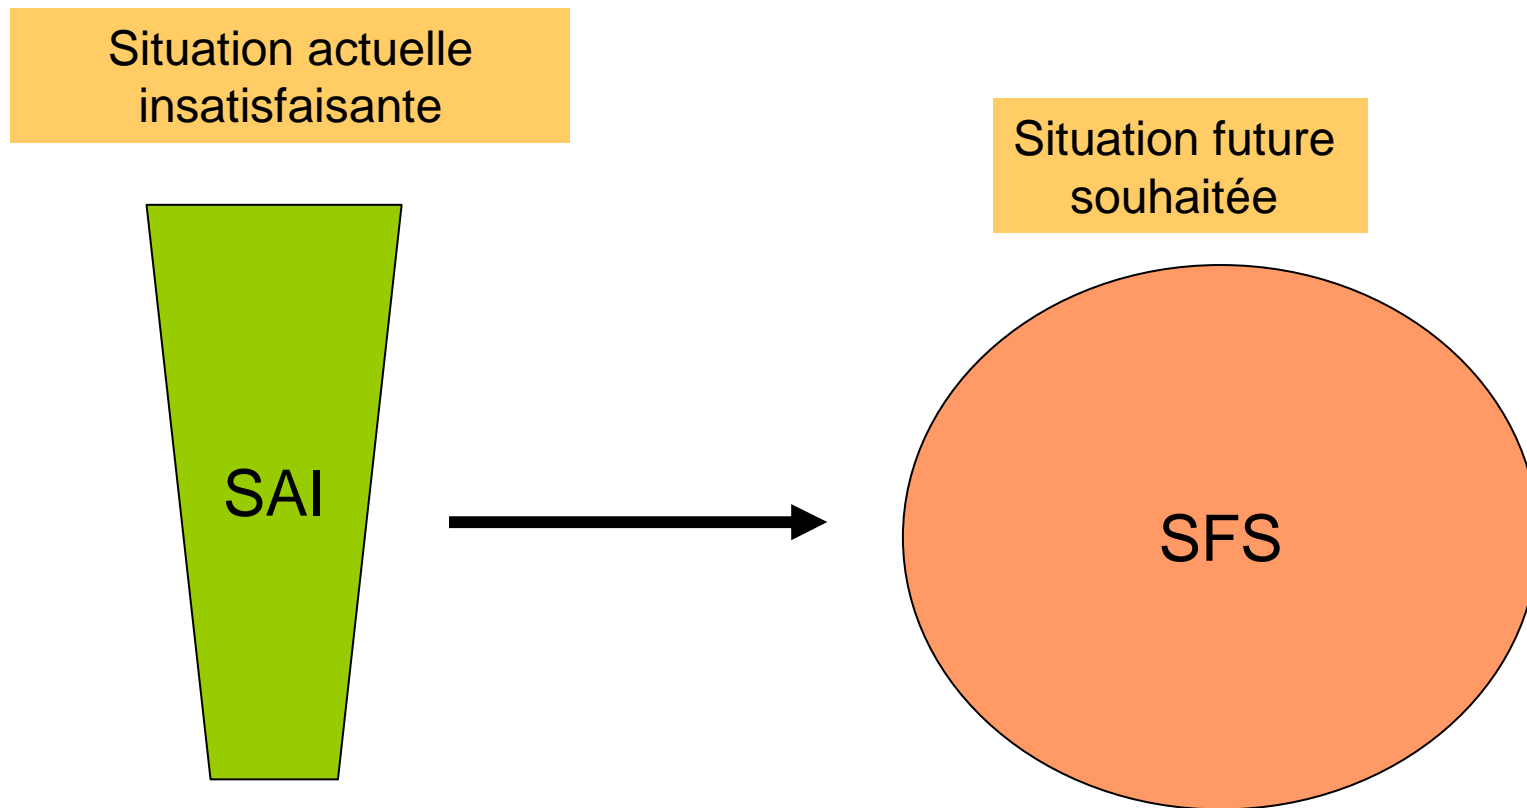 Situation actuelle
insatisfaisante
Situation future
souhaitée
SAI
SFS